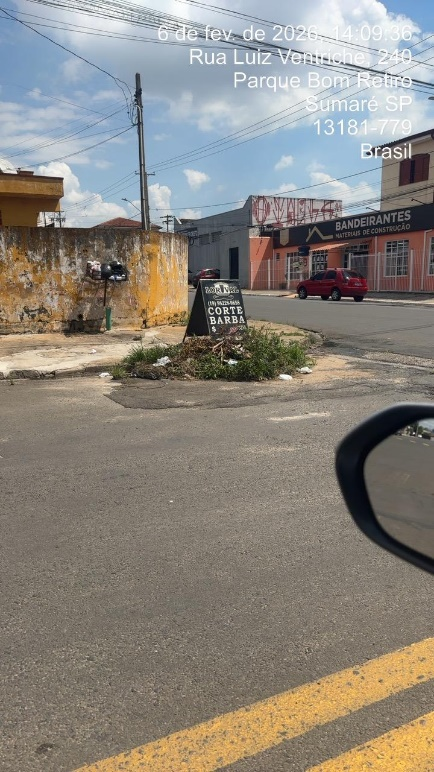 6 de fev. de 2026, 14:09:36
Rua Luiz Ventriche, 240
Parque Bom Retiro
Sumaré SP
13181-779
Brasil
BANDEIRANTES
MATERIAIS DE CONSTRUÇÃO
CORTE
BARBA
$